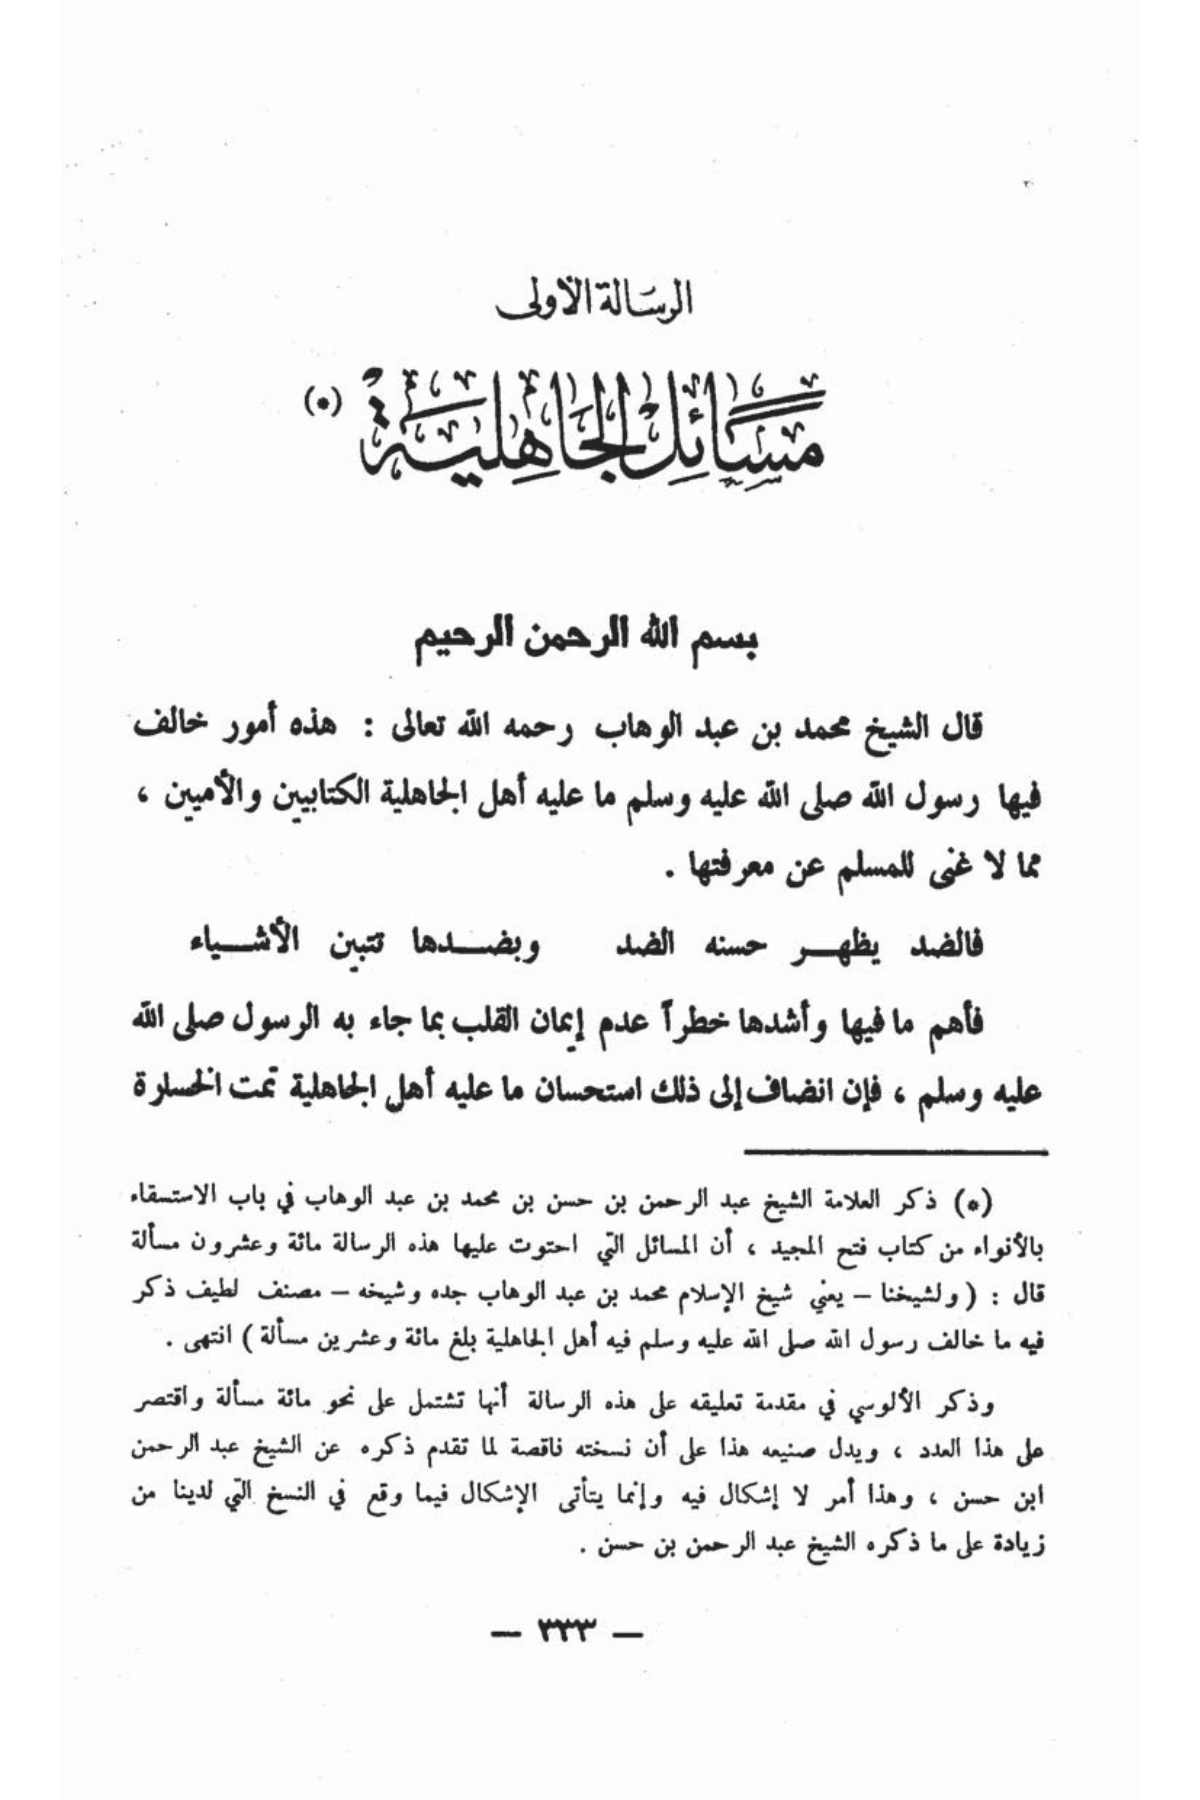 الرسالة الأولى
مسائل الجاهلية (*)
بسم الله الرحمن الرحيم
قال الشيخ محمد بن عبد الوهاب رحمه الله تعالى : هذه أمور خالف
فيها رسول الله صلى الله عليه وسلم ما عليه أهل الجاهلية الكتابيين والأميين ،
مما لا غنى للمسلم عن معرفتها .
فالضد يظهر حسنه الضد وبضدها تتبين الأشياء
فأهم ما فيها وأشدها خطراً عدم إيمان القلب بما جاء به الرسول صلى الله
عليه وسلم ، فإن انضاف إلى ذلك استحسان ما عليه أهل الجاهلية تمت الخسارة
(*) ذكر العلامة الشيخ عبد الرحمن بن حسن بن محمد بن عبد الوهاب في باب الاستسقاء
بالأنواء من كتاب فتح المجيد ، أن المسائل التي احتوت عليها هذه الرسالة مائة وعشرون مسألة
قال : ( ولشيخنا – يعني شيخ الإسلام محمد بن عبد الوهاب جده وشيخه – مصنف لطيف ذكر
فيه ما خالف رسول الله صلى الله عليه وسلم فيه أهل الجاهلية بلغ مائة وعشرين مسألة ) انتهى .
وذكر الألوسي في مقدمة تعليقه على هذه الرسالة أنها تشتمل على نحو مائة مسألة واقتصر
على هذا العدد ، ويدل صنيعه هذا على أن نسخته ناقصة لما تقدم ذكره عن الشيخ عبد الرحمن
ابن حسن ، وهذا أمر لا إشكال فيه وإنما يتأتى الإشكال فيما وقع في النسخ التي لدينا من
زيادة على ما ذكره الشيخ عبد الرحمن بن حسن .
– ٣٣٣ –